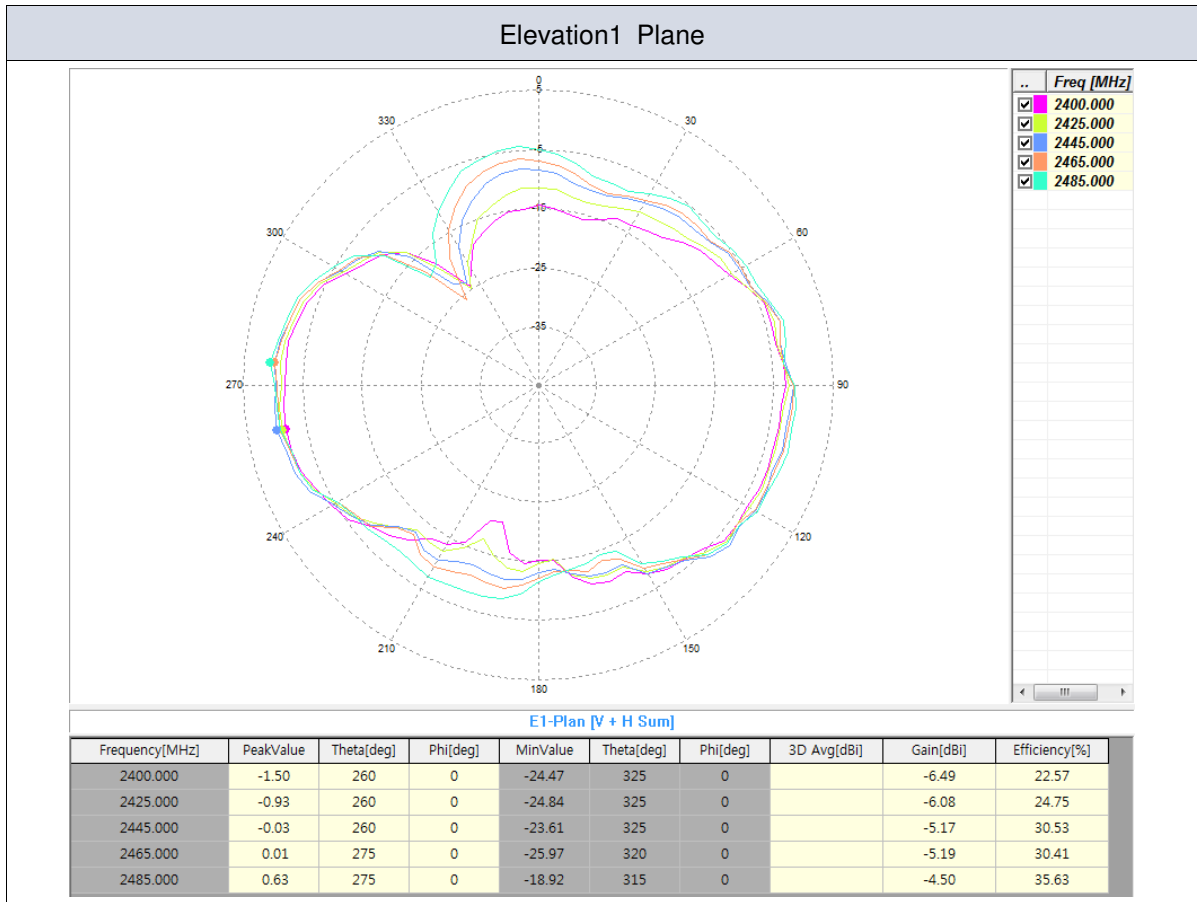 Elevation1 Plane
0
5
-5
-15
-25
-35
30
60
90
120
150
180
210
240
270
300
330
.. Freq [MHz]
2400.000
2425.000
2445.000
2465.000
2485.000
E1-Plan [V + H Sum]
Frequency[MHz] PeakValue Theta[deg] Phi[deg] MinValue Theta[deg] Phi[deg] 3D Avg[dBi] Gain[dBi] Efficiency[%]
2400.000 -1.50 260 0 -24.47 325 0 -6.49 22.57
2425.000 -0.93 260 0 -24.84 325 0 -6.08 24.75
2445.000 -0.03 260 0 -23.61 325 0 -5.17 30.53
2465.000 0.01 275 0 -25.97 320 0 -5.19 30.41
2485.000 0.63 275 0 -18.92 315 0 -4.50 35.63